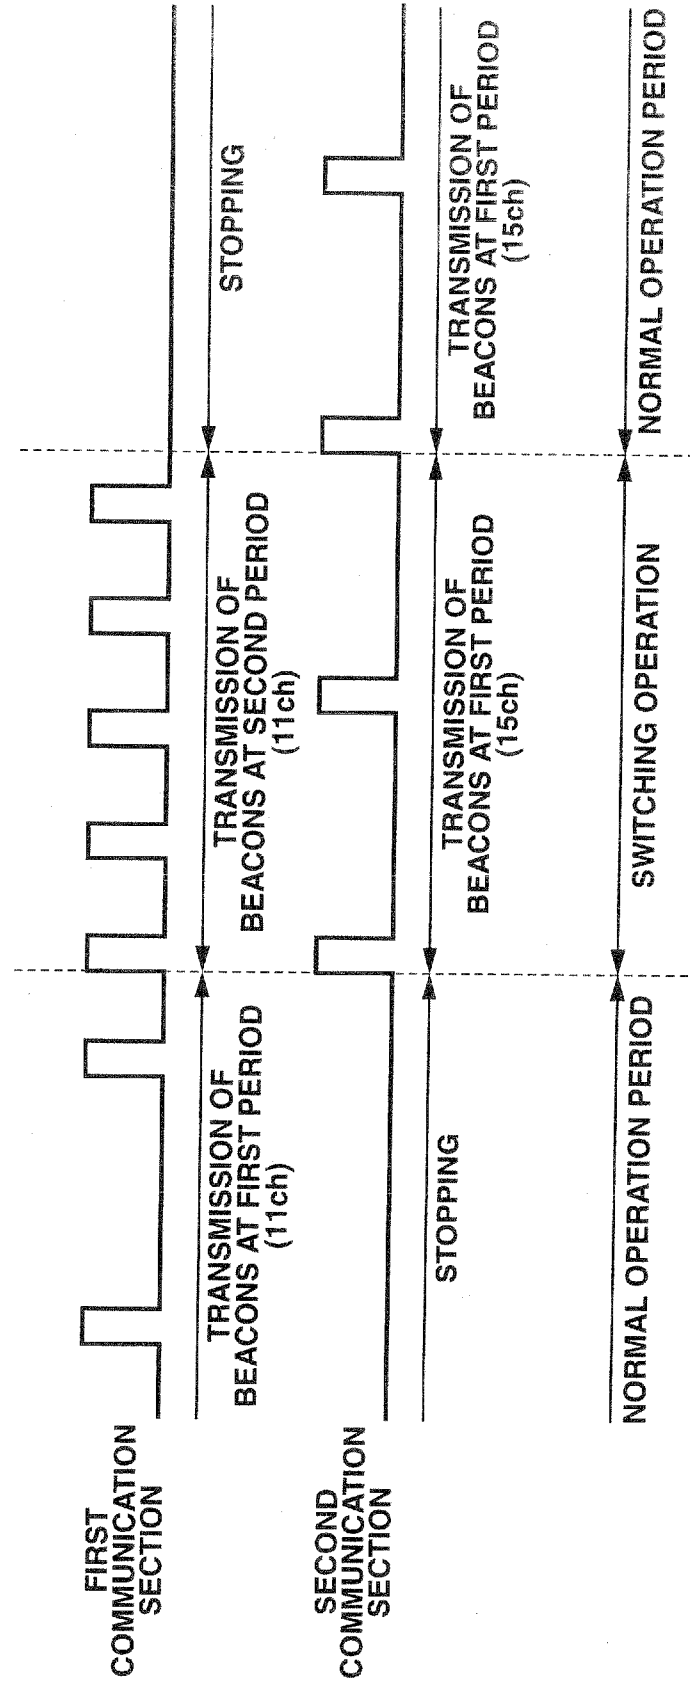 FIRST
COMMUNICATION
SECTION
TRANSMISSION OF
BEACONS AT FIRST PERIOD
(11ch)
TRANSMISSION OF
BEACONS AT SECOND PERIOD
(11ch)
STOPPING
SECOND
COMMUNICATION
SECTION
STOPPING
TRANSMISSION OF
BEACONS AT FIRST PERIOD
(15ch)
TRANSMISSION OF
BEACONS AT FIRST PERIOD
(15ch)
NORMAL OPERATION PERIOD
SWITCHING OPERATION
NORMAL OPERATION PERIOD